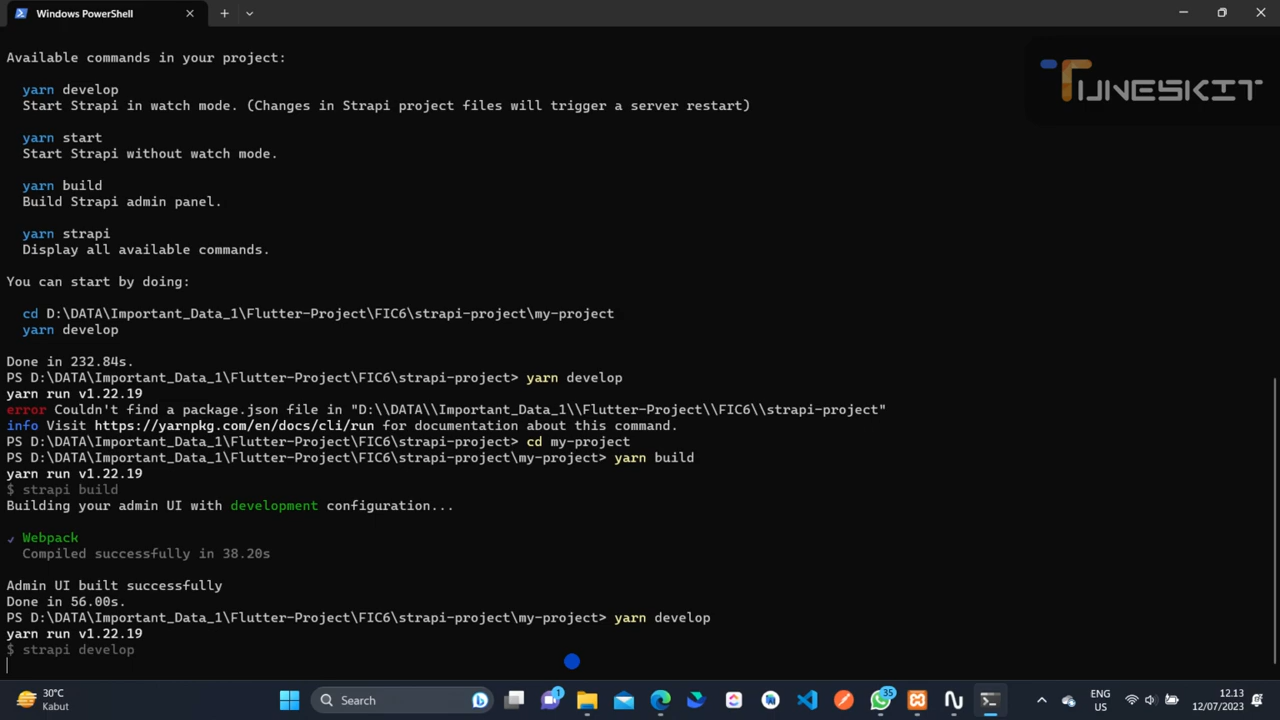 Windows PowerShell
TUNESKIT
Available commands in your project:
yarn develop
Start Strapi in watch mode. (Changes in Strapi project files will trigger a server restart)
yarn start
Start Strapi without watch mode.
yarn build
Build Strapi admin panel.
yarn strapi
Display all available commands.
You can start by doing:
cd D:\DATA\Important_Data_1\Flutter-Project\FIC6\strapi-project\my-project
yarn develop
Done in 232.84s.
PS D:\DATA\Important_Data_1\Flutter-Project\FIC6\strapi-project> yarn develop
yarn run v1.22.19
error Couldn't find a package.json file in "D:\\DATA\\Important_Data_1\\Flutter-Project\\FIC6\\strapi-project"
info Visit https://yarnpkg.com/en/docs/cli/run for documentation about this command.
PS D:\DATA\Important_Data_1\Flutter-Project\FIC6\strapi-project> cd my-project
PS D:\DATA\Important_Data_1\Flutter-Project\FIC6\strapi-project\my-project> yarn build
yarn run v1.22.19
$ strapi build
Building your admin UI with development configuration...
✔ Webpack
Compiled successfully in 38.20s
Admin UI built successfully
Done in 56.00s.
PS D:\DATA\Important_Data_1\Flutter-Project\FIC6\strapi-project\my-project> yarn develop
yarn run v1.22.19
$ strapi develop
30°C
Kabut
Search
1
35
ENG
US
12.13
12/07/2023